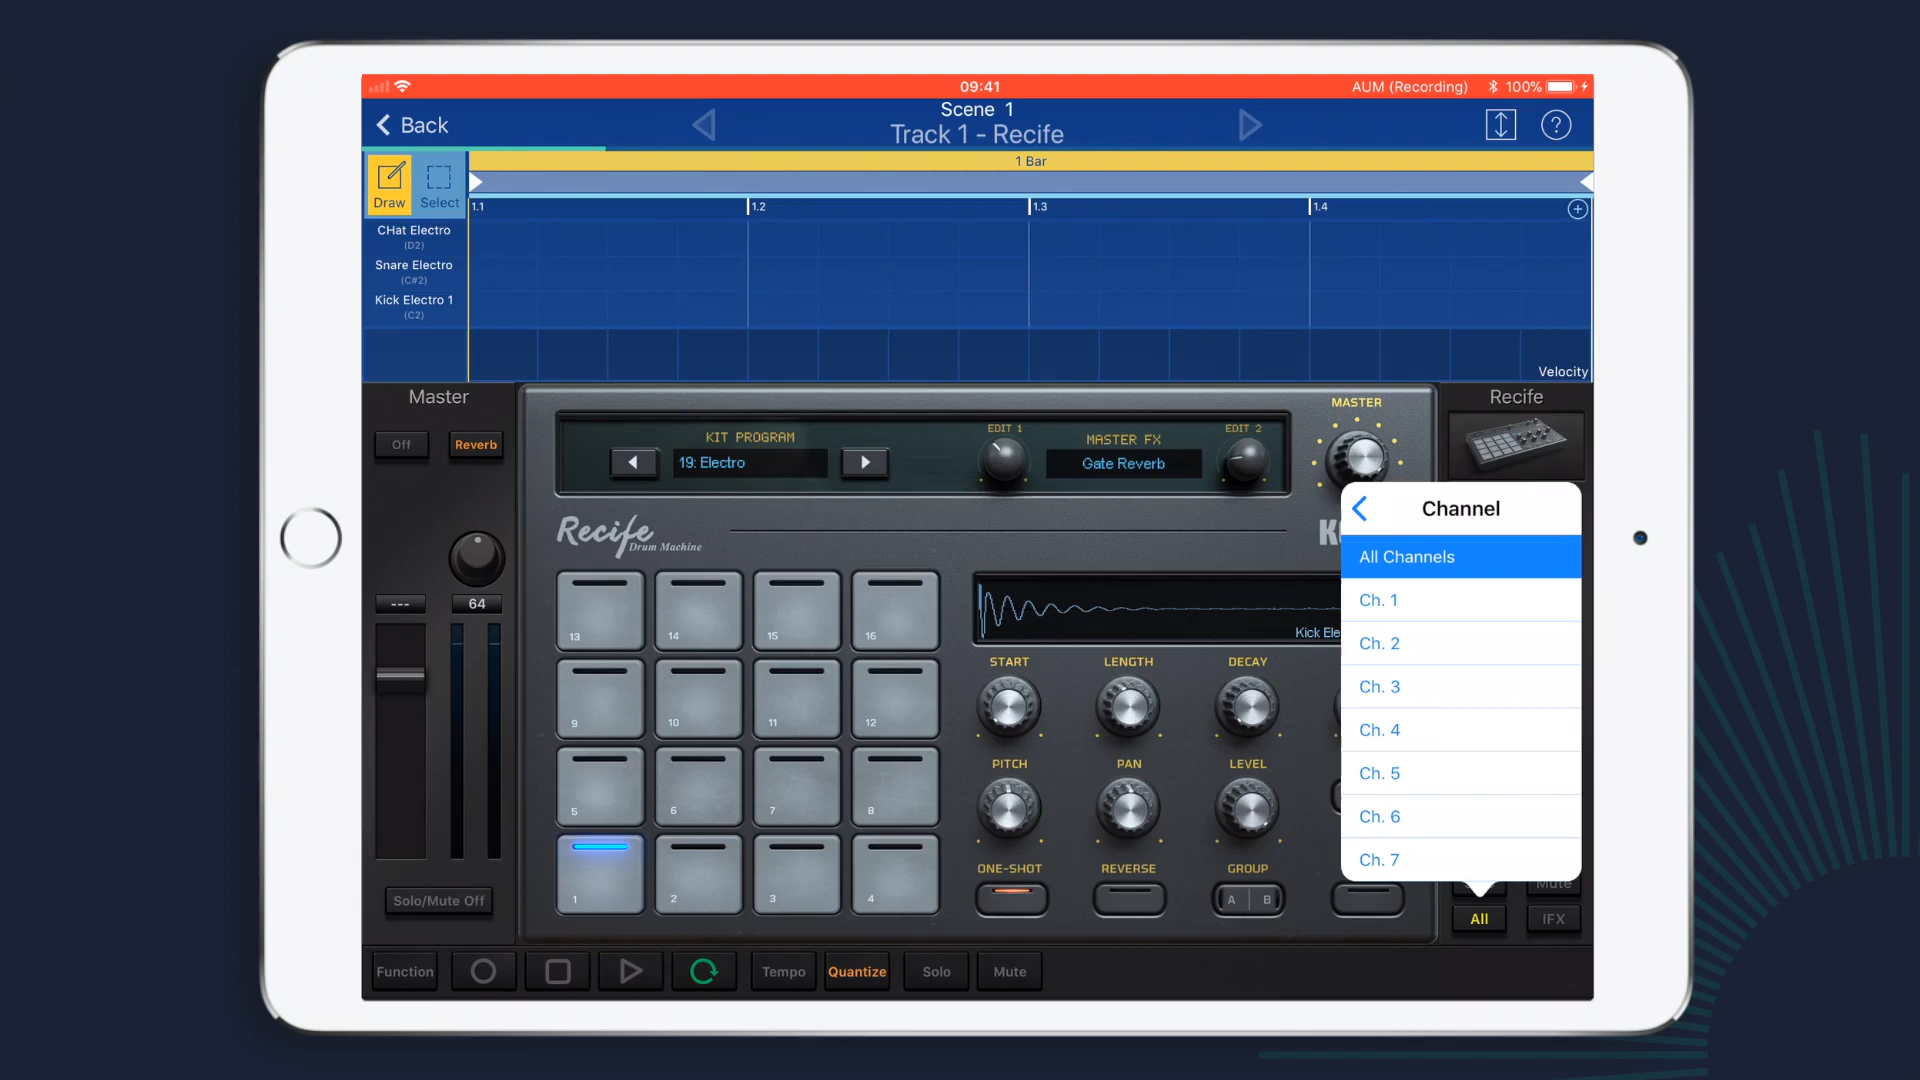 09:41
AUM (Recording)
100%
Back
Scene 1
Track 1 - Recife
?
1 Bar
Draw
Select
1.1
1.2
1.3
1.4
CHat Electro
(D2)
Snare Electro
(C#2)
Kick Electro 1
(C2)
Velocity
Master
Off
Reverb
---
64
Solo/Mute Off
KIT PROGRAM
19: Electro
EDIT 1
MASTER FX
Gate Reverb
EDIT 2
MASTER
Recife
Recife
Drum Machine
13
14
15
16
9
10
11
12
5
6
7
8
1
2
3
4
Kick Ele
START
LENGTH
DECAY
PITCH
PAN
LEVEL
ONE-SHOT
REVERSE
GROUP
A
B
Channel
All Channels
Ch. 1
Ch. 2
Ch. 3
Ch. 4
Ch. 5
Ch. 6
Ch. 7
Mute
All
IFX
Function
Tempo
Quantize
Solo
Mute